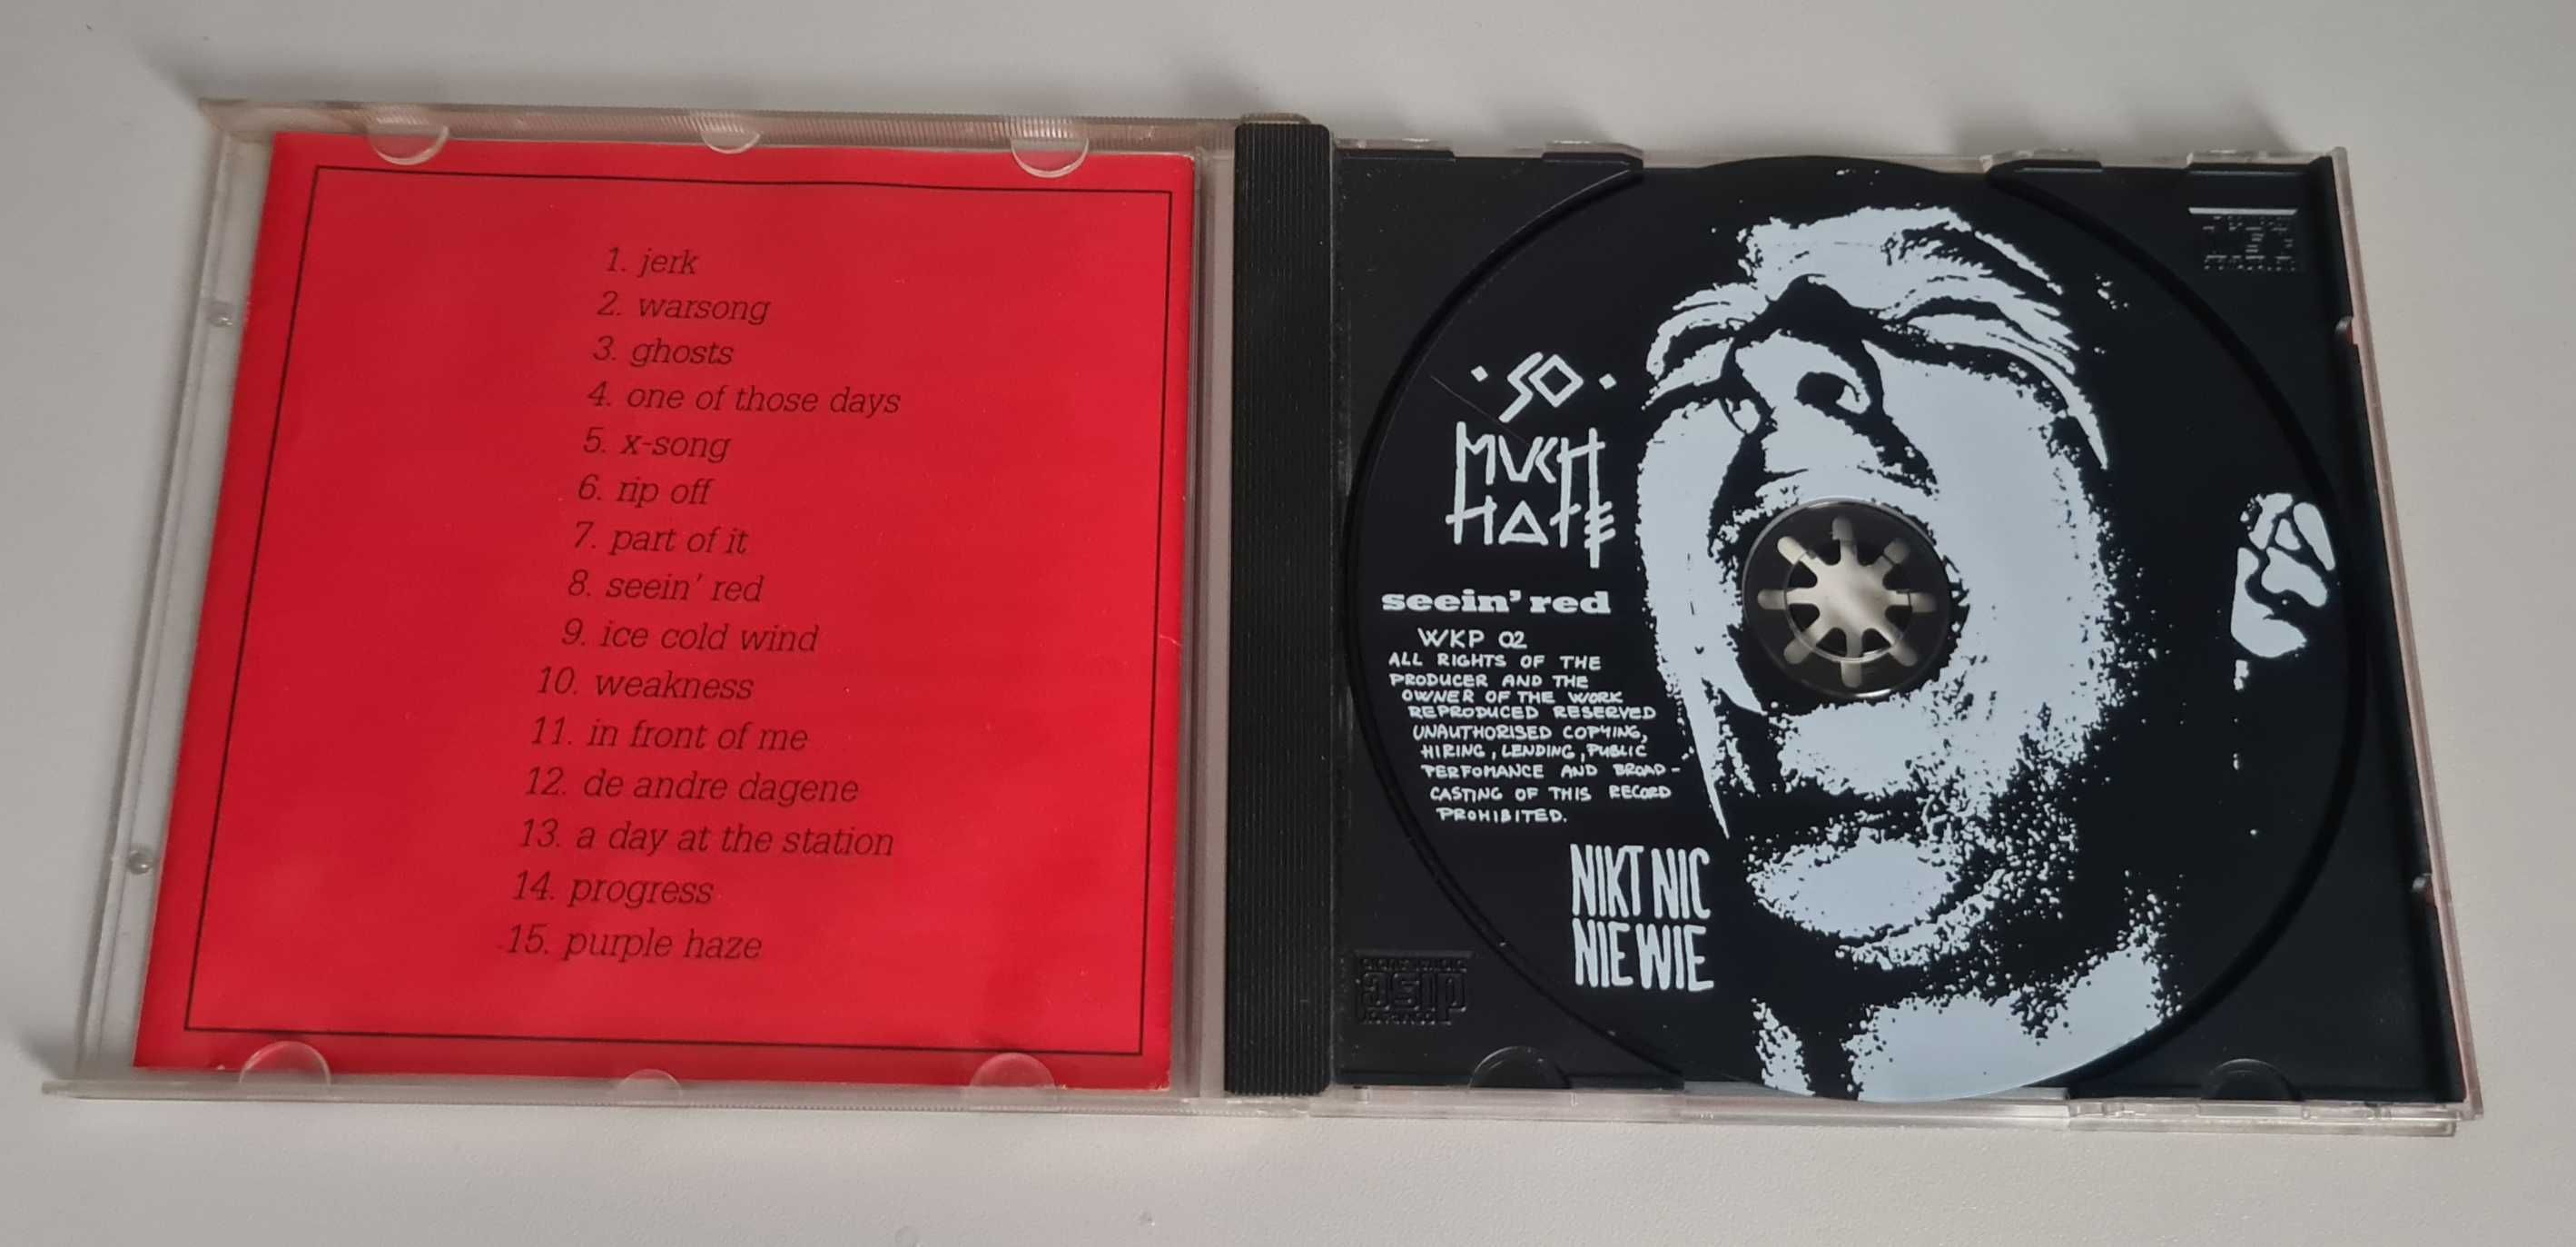 1. jerk
2. warsong
3. ghosts
4. one of those days
5. x-song
6. rip off
7. part of it
8. seein' red
9. ice cold wind
10. weakness
11. in front of me
12. de andre dagene
13. a day at the station
14. progress
15. purple haze
·SO·
MUCH
HATE
seein' red
WKP 02
ALL RIGHTS OF THE
PRODUCER AND THE
OWNER OF THE WORK
REPRODUCED RESERVED
UNAUTHORISED COPYING,
HIRING, LENDING, PUBLIC
PERFOMANCE AND BROAD-
CASTING OF THIS RECORD
PROHIBITED.
NIKT NIC
NIE WIE
disc